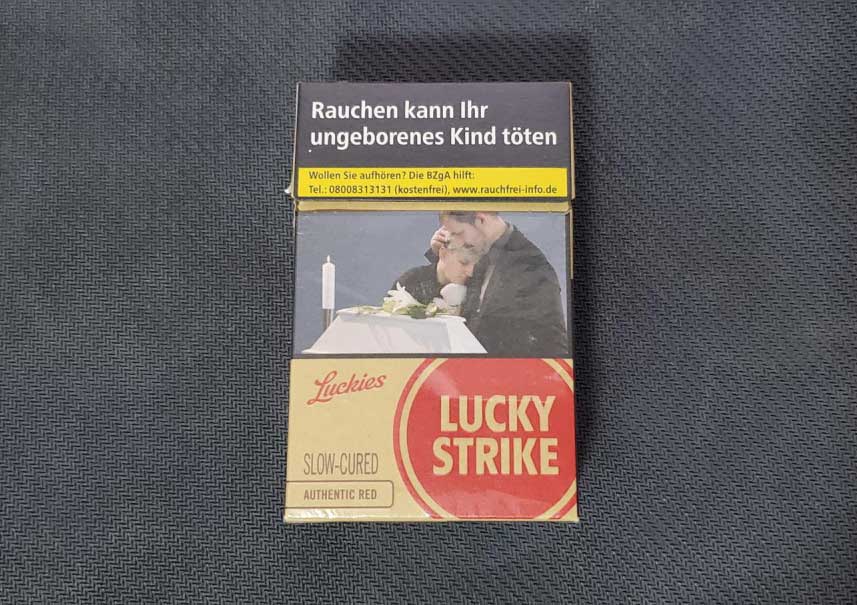 Rauchen kann Ihr
ungeborenes Kind töten
Wollen Sie aufhören? Die BZgA hilft:
Tel.: 08008313131 (kostenfrei), www.rauchfrei-info.de
Luckies
LUCKY
STRIKE
SLOW-CURED
AUTHENTIC RED